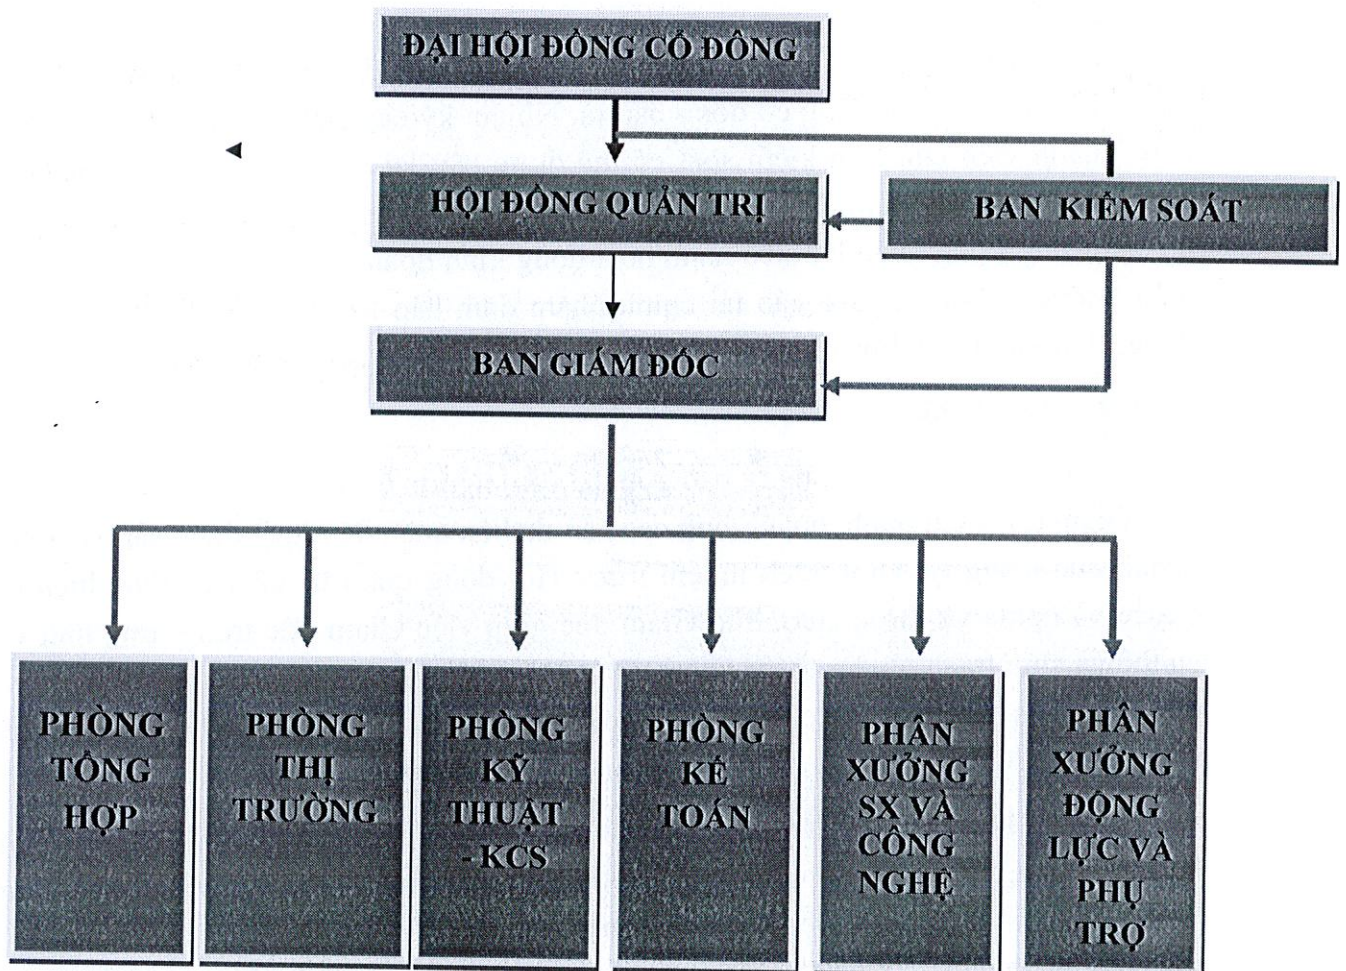 ĐẠI HỘI ĐỒNG CỔ ĐÔNG
HỘI ĐỒNG QUẢN TRỊ
BAN KIỂM SOÁT
BAN GIÁM ĐỐC
PHÒNG
TỔNG
HỢP
PHÒNG
THỊ
TRƯỜNG
PHÒNG
KỸ
THUẬT
- KCS
PHÒNG
KẾ
TOÁN
PHÂN
XƯỞNG
SX VÀ
CÔNG
NGHỆ
PHÂN
XƯỞNG
ĐỘNG
LỰC VÀ
PHỤ
TRỢ